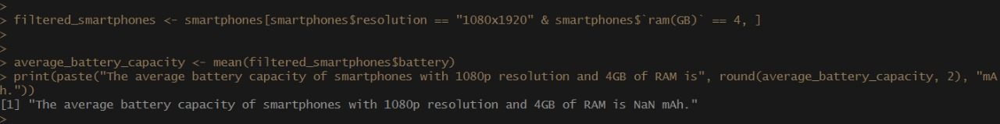 >
> filtered_smartphones <- smartphones[smartphones$resolution == "1080x1920" & smartphones$`ram(GB)` == 4, ]
>
>
> average_battery_capacity <- mean(filtered_smartphones$battery)
> print(paste("The average battery capacity of smartphones with 1080p resolution and 4GB of RAM is", round(average_battery_capacity, 2), "mA
h."))
[1] "The average battery capacity of smartphones with 1080p resolution and 4GB of RAM is NaN mAh."
>